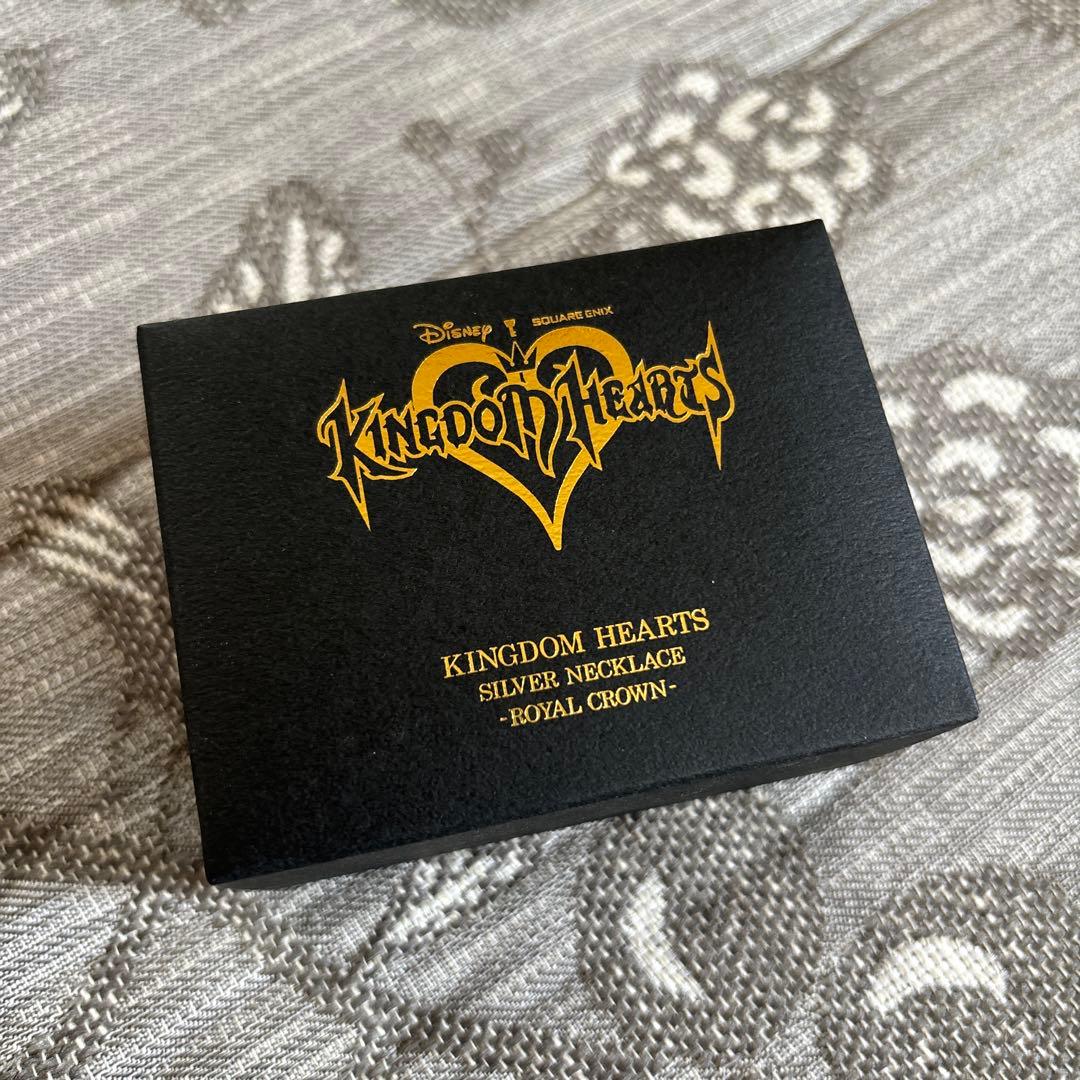 Disney SQUARE ENIX
KINGDOM HEARTS
KINGDOM HEARTS
SILVER NECKLACE
-ROYAL CROWN-